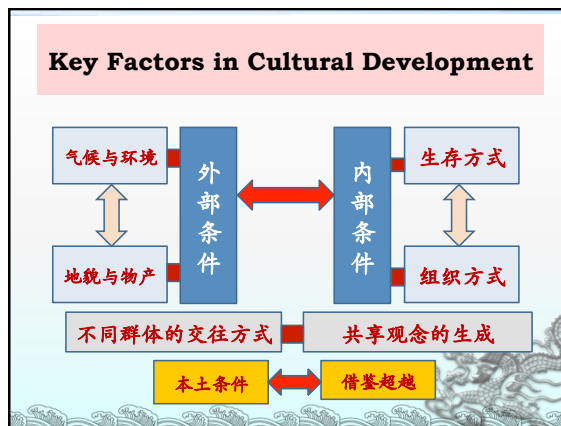 Key Factors in Cultural Development
气候与环境
外部条件
内部条件
生存方式
地貌与物产
组织方式
不同群体的交往方式
共享观念的生成
本土条件
借鉴超越